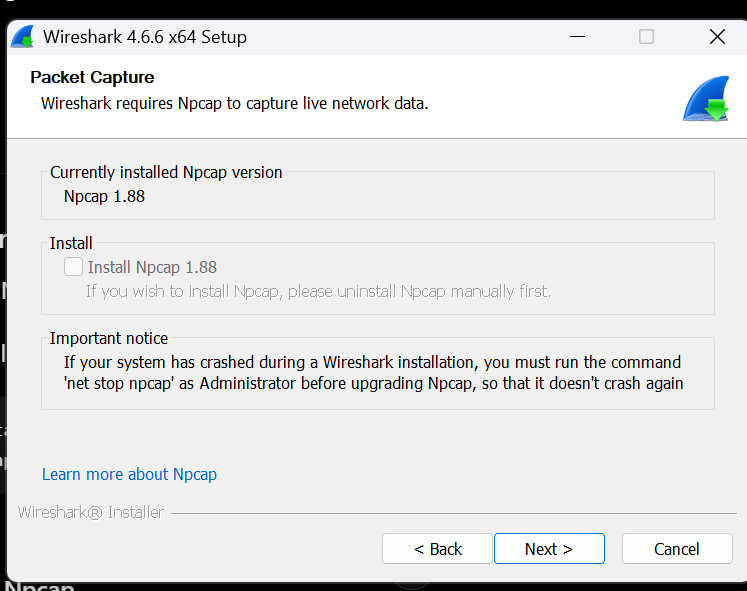 Wireshark 4.6.6 x64 Setup
Packet Capture
Wireshark requires Npcap to capture live network data.
Currently installed Npcap version
Npcap 1.88
Install
Install Npcap 1.88
If you wish to install Npcap, please uninstall Npcap manually first.
Important notice
If your system has crashed during a Wireshark installation, you must run the command
'net stop npcap' as Administrator before upgrading Npcap, so that it doesn't crash again
Learn more about Npcap
Wireshark® Installer
< Back
Next >
Cancel
Npcap